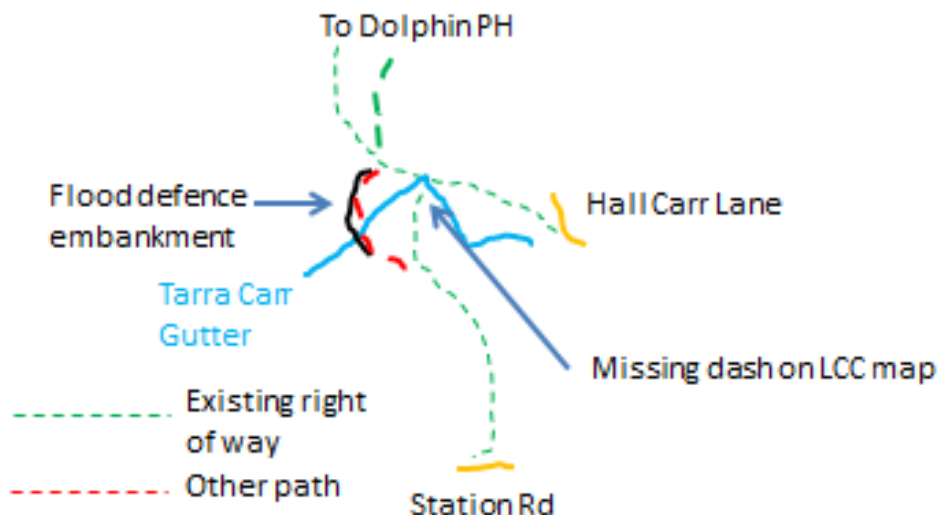 To Dolphin PH
Flood defence
embankment
Hall Carr Lane
Tarra Carr
Gutter
Missing dash on LCC map
Existing right
of way
Other path
Station Rd